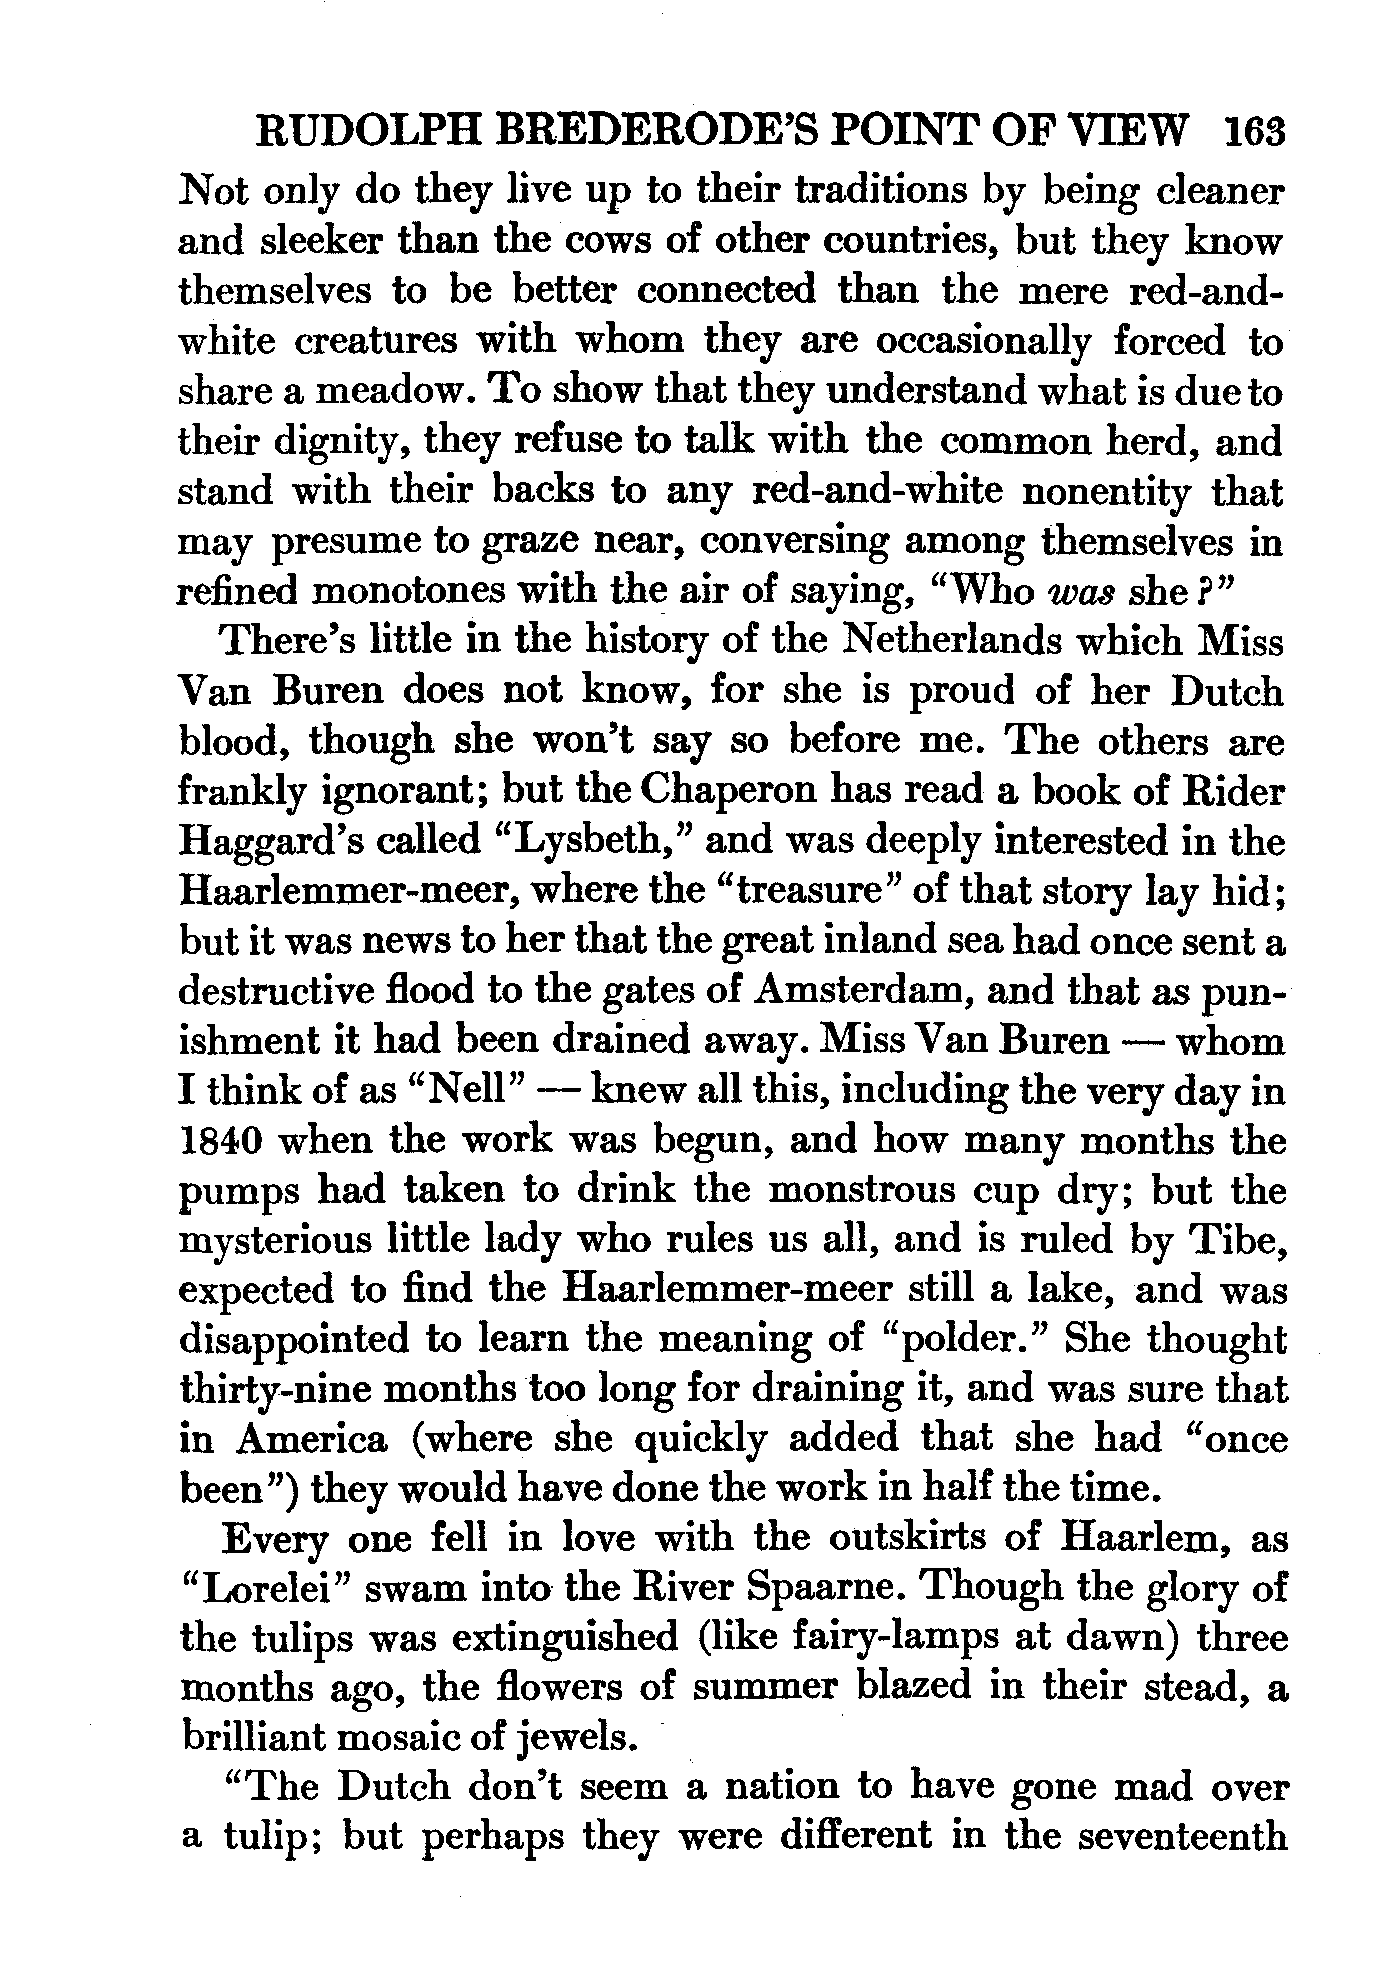 RUDOLPH BREDERODE'S POINT OF VIEW 163
Not only do they live up to their traditions by being cleaner
and sleeker than the cows of other countries, but they know
themselves to be better connected than the mere red-and-
white creatures with whom they are occasionally forced to
share a meadow. To show that they understand what is due to
their dignity, they refuse to talk with the common herd, and
stand with their backs to any red-and-white nonentity that
may presume to graze near, conversing among themselves in
refined monotones with the air of saying, "Who was she?"
There's little in the history of the Netherlands which Miss
Van Buren does not know, for she is proud of her Dutch
blood, though she won't say so before me. The others are
frankly ignorant; but the Chaperon has read a book of Rider
Haggard's called "Lysbeth," and was deeply interested in the
Haarlemmer-meer, where the "treasure" of that story lay hid;
but it was news to her that the great inland sea had once sent a
destructive flood to the gates of Amsterdam, and that as pun-
ishment it had been drained away. Miss Van Buren — whom
I think of as "Nell" — knew all this, including the very day in
1840 when the work was begun, and how many months the
pumps had taken to drink the monstrous cup dry; but the
mysterious little lady who rules us all, and is ruled by Tibe,
expected to find the Haarlemmer-meer still a lake, and was
disappointed to learn the meaning of "polder." She thought
thirty-nine months too long for draining it, and was sure that
in America (where she quickly added that she had "once
been") they would have done the work in half the time.
Every one fell in love with the outskirts of Haarlem, as
"Lorelei" swam into the River Spaarne. Though the glory of
the tulips was extinguished (like fairy-lamps at dawn) three
months ago, the flowers of summer blazed in their stead, a
brilliant mosaic of jewels.
"The Dutch don't seem a nation to have gone mad over
a tulip; but perhaps they were different in the seventeenth